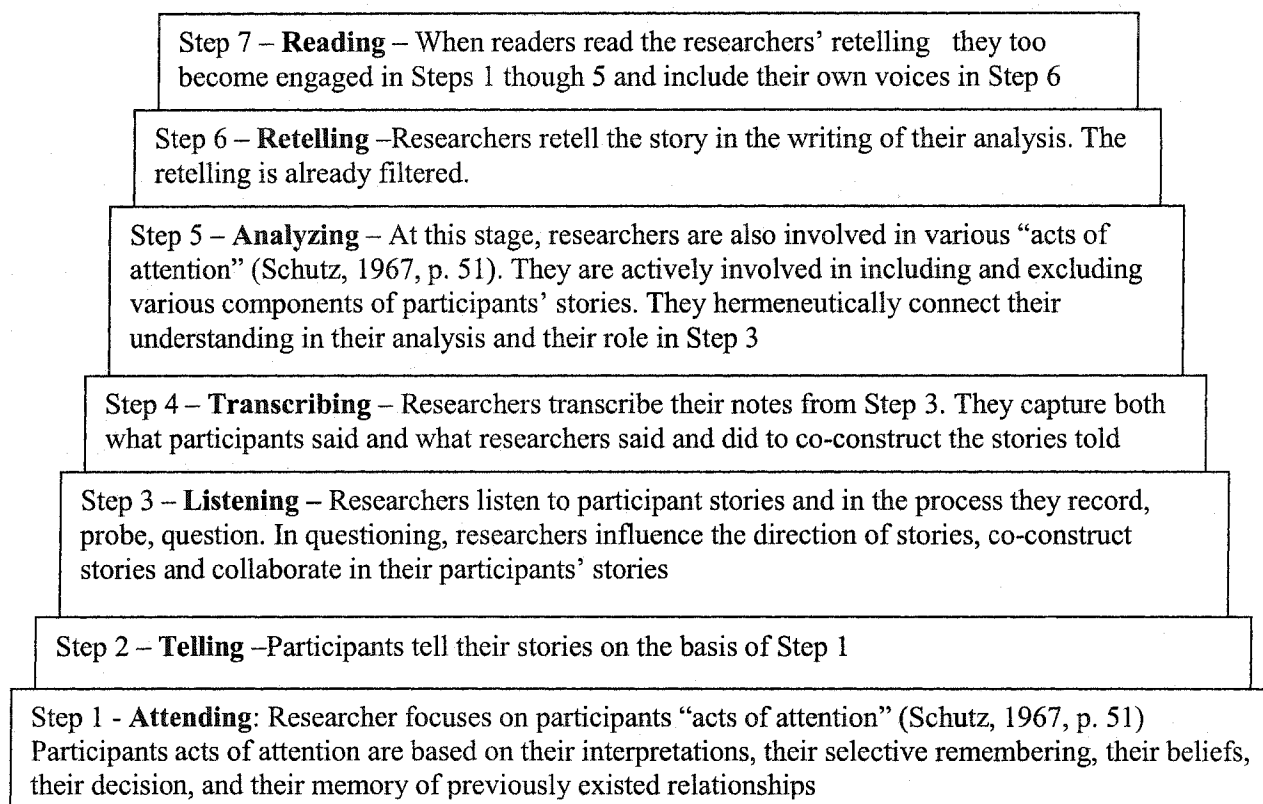 Step 7 – Reading – When readers read the researchers’ retelling they too
become engaged in Steps 1 though 5 and include their own voices in Step 6
Step 6 – Retelling –Researchers retell the story in the writing of their analysis. The
retelling is already filtered.
Step 5 – Analyzing – At this stage, researchers are also involved in various “acts of
attention” (Schutz, 1967, p. 51). They are actively involved in including and excluding
various components of participants’ stories. They hermeneutically connect their
understanding in their analysis and their role in Step 3
Step 4 – Transcribing – Researchers transcribe their notes from Step 3. They capture both
what participants said and what researchers said and did to co-construct the stories told
Step 3 – Listening – Researchers listen to participant stories and in the process they record,
probe, question. In questioning, researchers influence the direction of stories, co-construct
stories and collaborate in their participants’ stories
Step 2 – Telling –Participants tell their stories on the basis of Step 1
Step 1 - Attending: Researcher focuses on participants “acts of attention” (Schutz, 1967, p. 51)
Participants acts of attention are based on their interpretations, their selective remembering, their beliefs,
their decision, and their memory of previously existed relationships